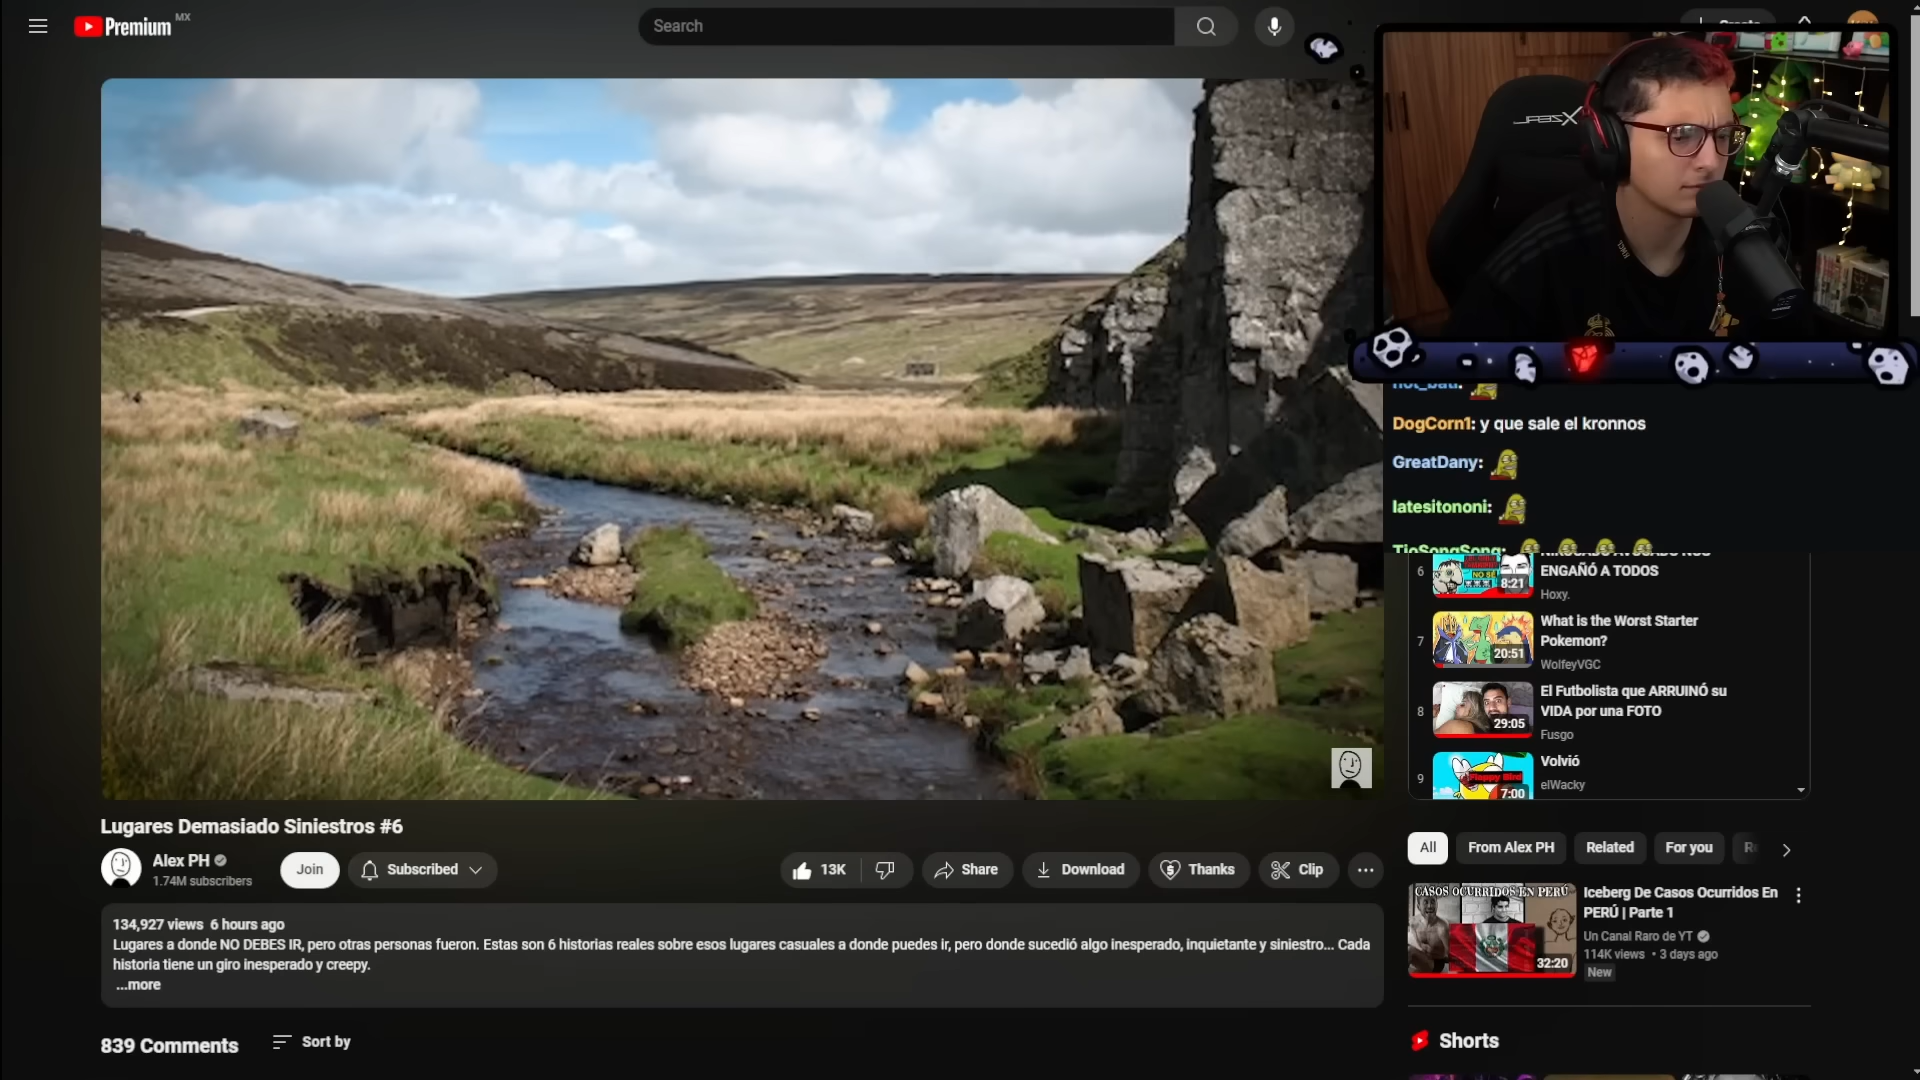 Premium MX
Search
Create
XZEAL
DogCorn1: y que sale el kronnos
GreatDany:
latesitononi:
TioSongSong:
6
8:21
ENGAÑÓ A TODOS
Hoxy.
7
20:51
What is the Worst Starter
Pokemon?
WolfeyVGC
8
29:05
El Futbolista que ARRUINÓ su
VIDA por una FOTO
Fusgo
9
Flappy Bird
7:00
Volvió
elWacky
Lugares Demasiado Siniestros #6
Alex PH
1.74M subscribers
Join
Subscribed
13K
Share
Download
Thanks
Clip
134,927 views 6 hours ago
Lugares a donde NO DEBES IR, pero otras personas fueron. Estas son 6 historias reales sobre esos lugares casuales a donde puedes ir, pero donde sucedió algo inesperado, inquietante y siniestro... Cada
historia tiene un giro inesperado y creepy.
...more
839 Comments
Sort by
All
From Alex PH
Related
For you
CASOS OCURRIDOS EN PERÚ
32:20
Iceberg De Casos Ocurridos En
PERÚ | Parte 1
Un Canal Raro de YT
114K views • 3 days ago
New
Shorts